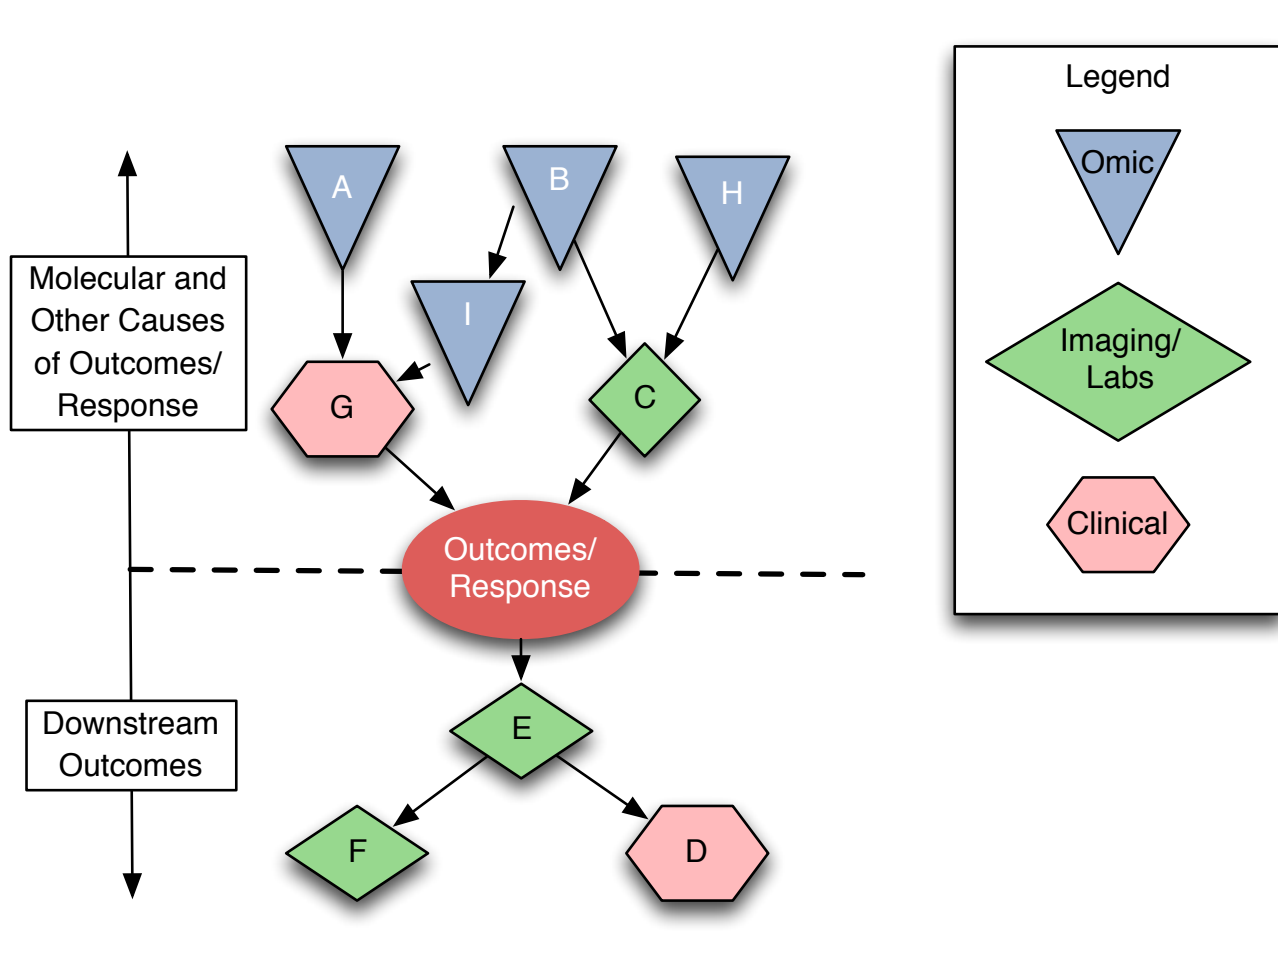 Legend
Omic
Imaging/
Labs
Clinical
A
B
H
I
G
C
Molecular and
Other Causes
of Outcomes/
Response
Outcomes/
Response
Downstream
Outcomes
E
F
D